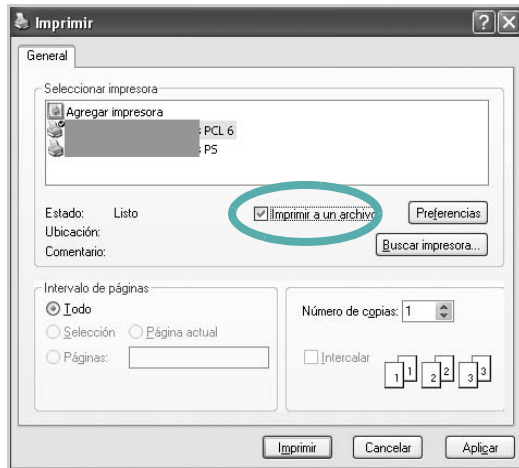 Imprimir
General
Seleccionar impresora
Agregar impresora
PCL 6
PS
Estado: Listo
Imprimir a un archivo
Preferencias
Ubicación:
Comentario:
Buscar impresora...
Intervalo de páginas
Todo
Selección Página actual
Páginas:
Número de copias: 1
Intercalar
1 1 2 2 3 3
Imprimir Cancelar Aplicar